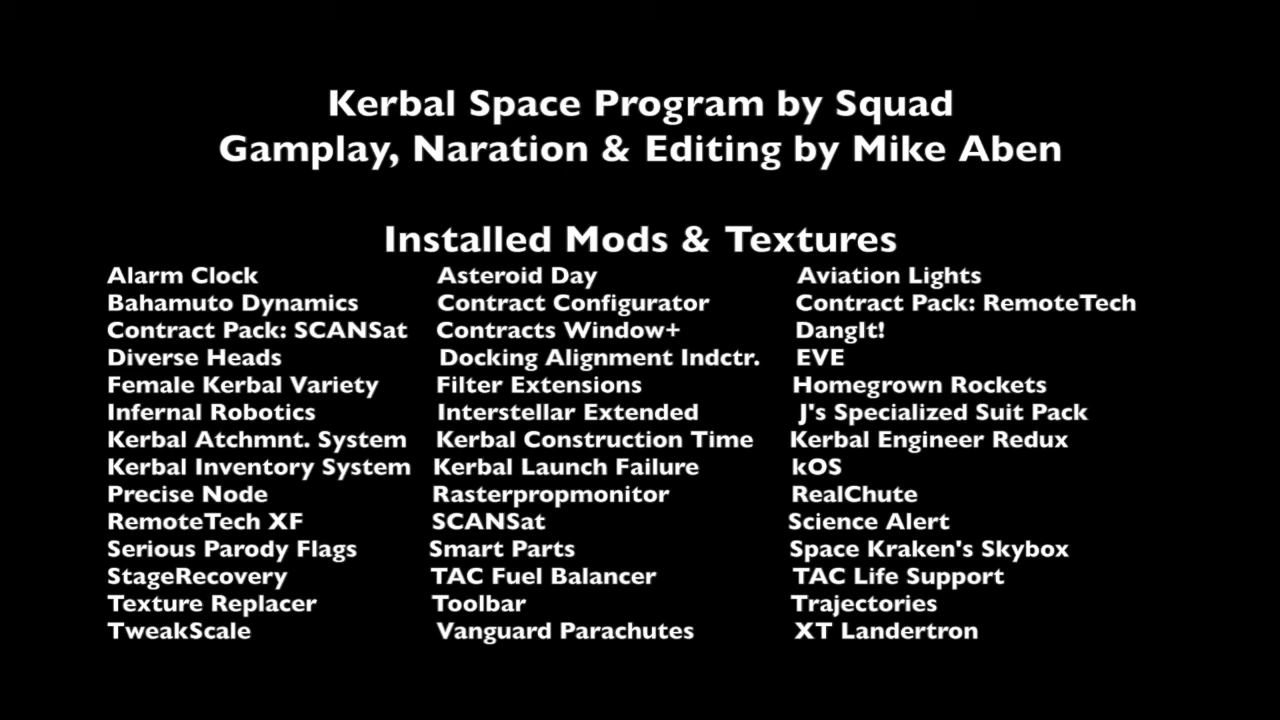 Kerbal Space Program by Squad
Gamplay, Naration & Editing by Mike Aben
Installed Mods & Textures
Alarm Clock Asteroid Day Aviation Lights
Bahamuto Dynamics Contract Configurator Contract Pack: RemoteTech
Contract Pack: SCANSat Contracts Window+ DangIt!
Diverse Heads Docking Alignment Indctr. EVE
Female Kerbal Variety Filter Extensions Homegrown Rockets
Infernal Robotics Interstellar Extended J's Specialized Suit Pack
Kerbal Atchmnt. System Kerbal Construction Time Kerbal Engineer Redux
Kerbal Inventory System Kerbal Launch Failure kOS
Precise Node Rasterpropmonitor RealChute
RemoteTech XF SCANSat Science Alert
Serious Parody Flags Smart Parts Space Kraken's Skybox
StageRecovery TAC Fuel Balancer TAC Life Support
Texture Replacer Toolbar Trajectories
TweakScale Vanguard Parachutes XT Landertron